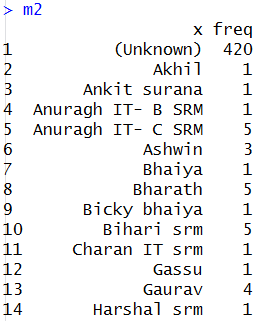 > m2
x freq
1 (Unknown) 420
2 Akhil 1
3 Ankit surana 1
4 Anuragh IT- B SRM 1
5 Anuragh IT- C SRM 5
6 Ashwin 3
7 Bhaiya 1
8 Bharath 5
9 Bicky bhaiya 1
10 Bihari srm 5
11 Charan IT srm 1
12 Gassu 1
13 Gaurav 4
14 Harshal srm 1